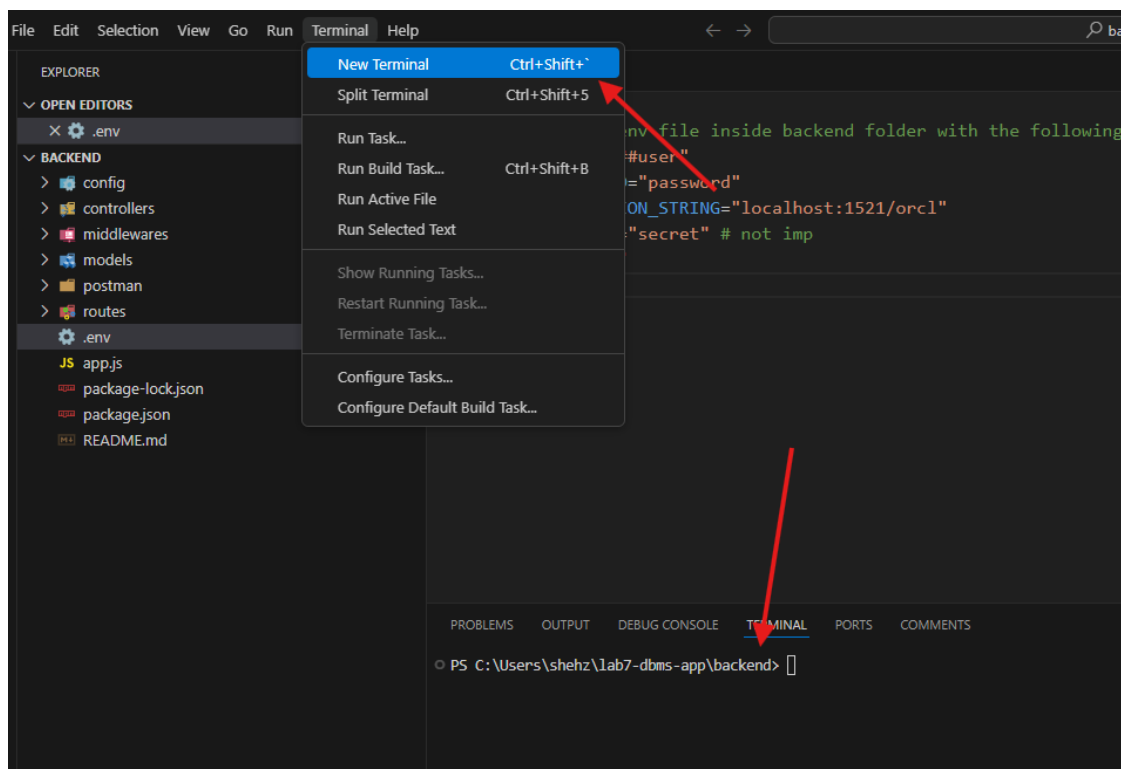 File Edit Selection View Go Run Terminal Help
EXPLORER
OPEN EDITORS
.env
BACKEND
config
controllers
middlewares
models
postman
routes
.env
JS app.js
package-lock.json
package.json
README.md
New Terminal Ctrl+Shift+`
Split Terminal Ctrl+Shift+5
Run Task...
Run Build Task... Ctrl+Shift+B
Run Active File
Run Selected Text
Show Running Tasks...
Restart Running Task...
Terminate Task...
Configure Tasks...
Configure Default Build Task...
file inside backend folder with the following
#user"
="password"
ON_STRING="localhost:1521/orcl"
="secret" # not imp
PROBLEMS OUTPUT DEBUG CONSOLE TERMINAL PORTS COMMENTS
PS C:\Users\shehz\lab7-dbms-app\backend>